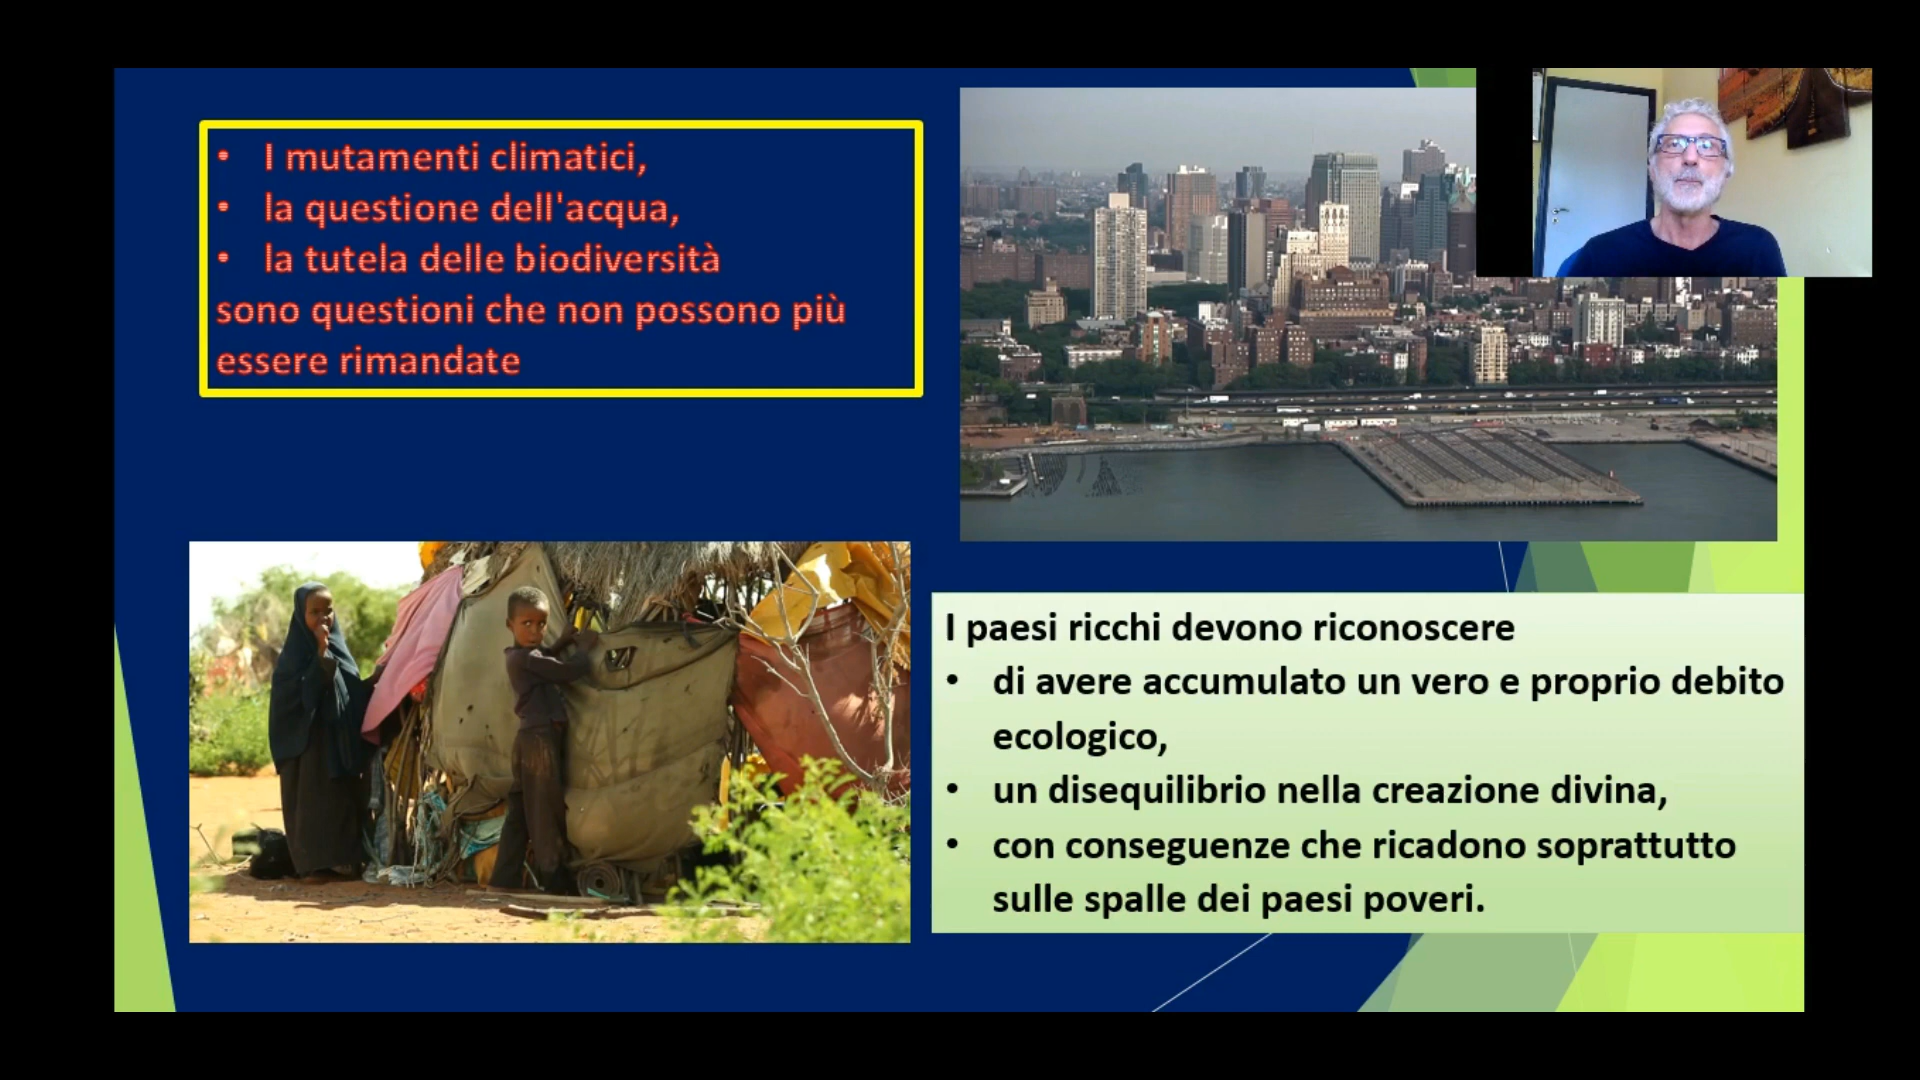 • I mutamenti climatici,
• la questione dell'acqua,
• la tutela delle biodiversità
sono questioni che non possono più
essere rimandate
I paesi ricchi devono riconoscere
• di avere accumulato un vero e proprio debito
ecologico,
• un disequilibrio nella creazione divina,
• con conseguenze che ricadono soprattutto
sulle spalle dei paesi poveri.